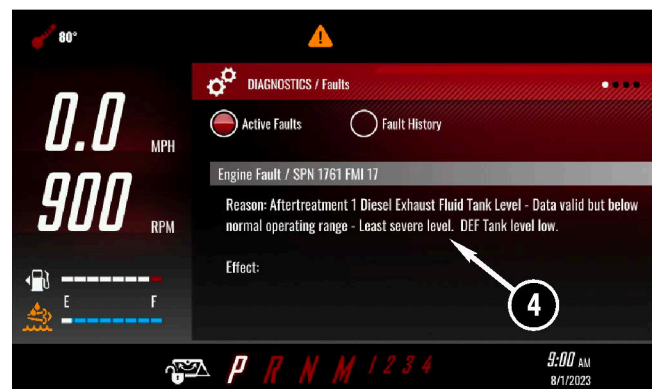 80°
DIAGNOSTICS / Faults
Active Faults
Fault History
0.0 MPH
Engine Fault / SPN 1761 FMI 17
Reason: Aftertreatment 1 Diesel Exhaust Fluid Tank Level - Data valid but below
normal operating range - Least severe level. DEF Tank level low.
900 RPM
Effect:
E F
4
P R N M 1 2 3 4
9:00 AM
8/1/2023